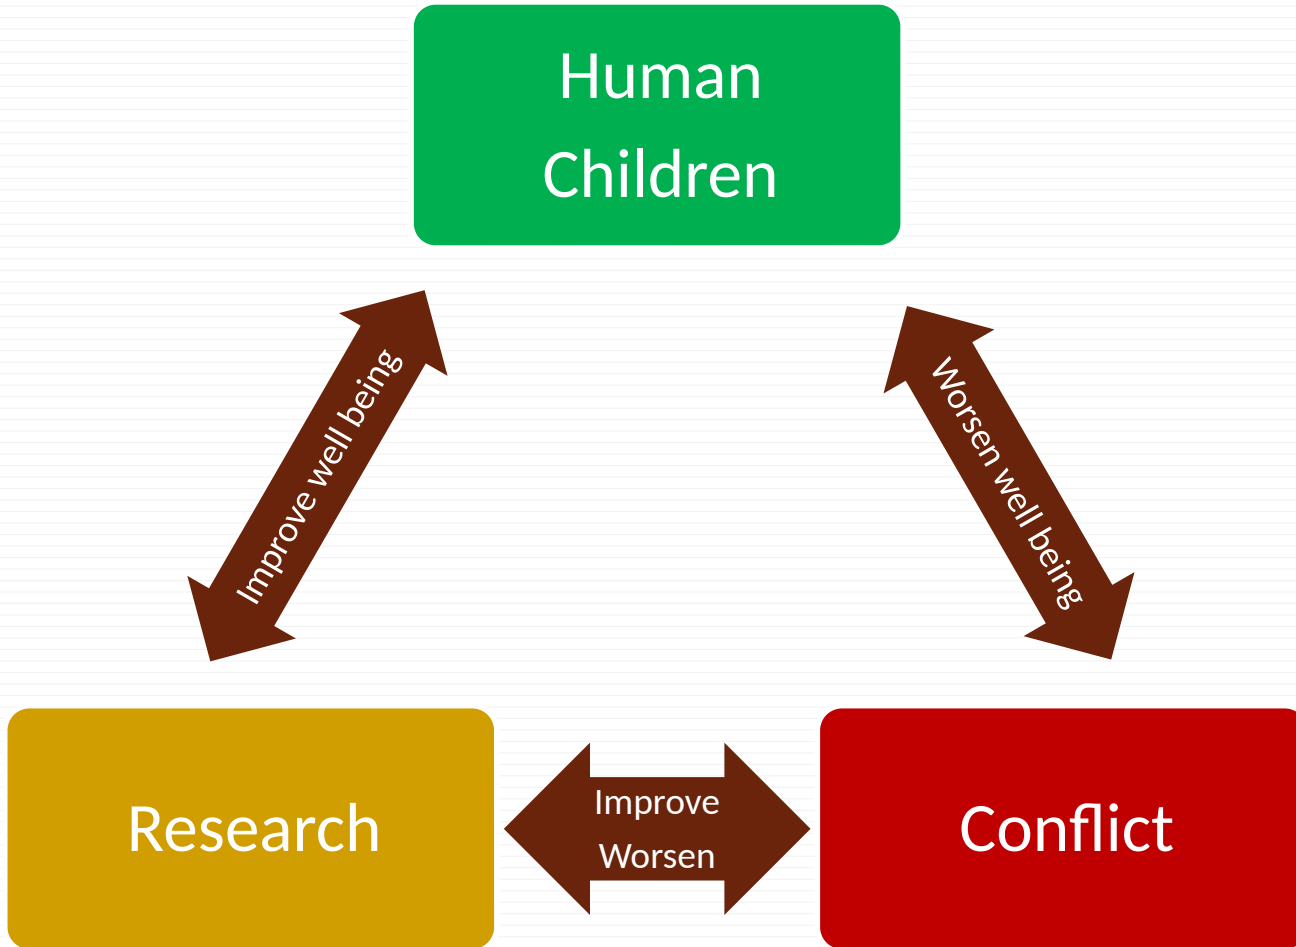 Human
Children
Improve well being
Worsen well being
Research
Improve
Worsen
Conflict